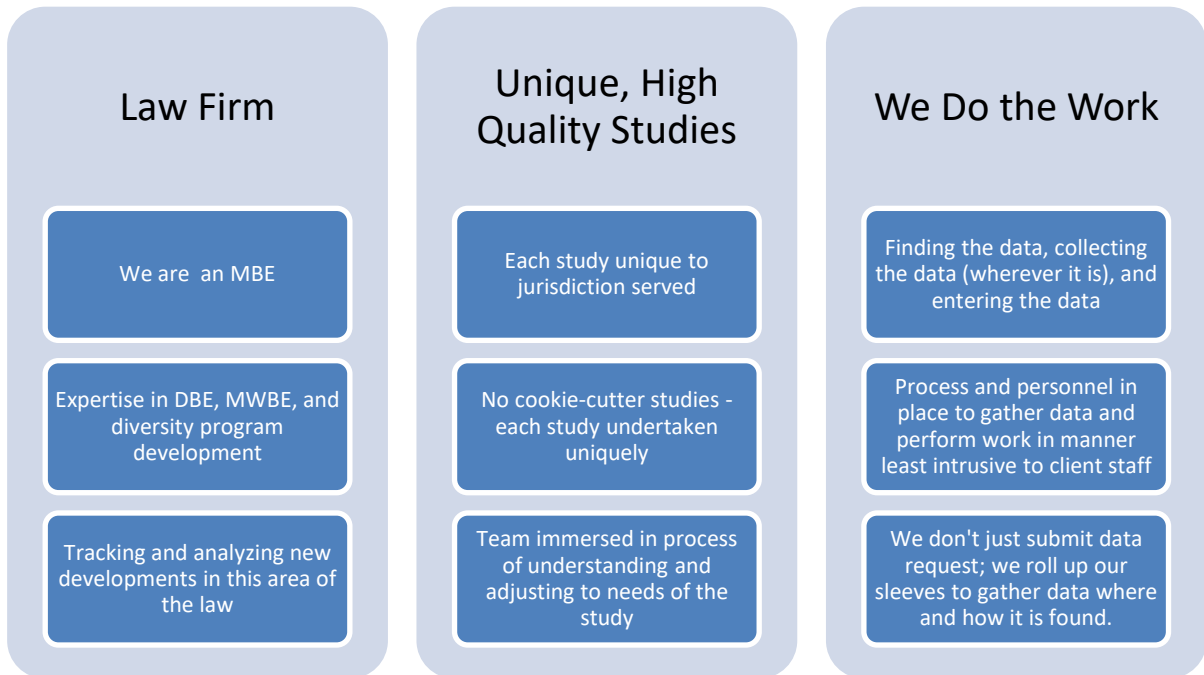 Law Firm
We are  an MBE
Expertise in DBE, MWBE, and
diversity program
development
Tracking and analyzing new
developments in this area of
the law
Unique, High
Quality Studies
Each study unique to
jurisdiction served
No cookie-cutter studies -
each study undertaken
uniquely
Team immersed in process
of understanding and
adjusting to needs of the
study
We Do the Work
Finding the data, collecting
the data (wherever it is), and
entering the data
Process and personnel in
place to gather data and
perform work in manner
least intrusive to client staff
We don't just submit data
request; we roll up our
sleeves to gather data where
and how it is found.